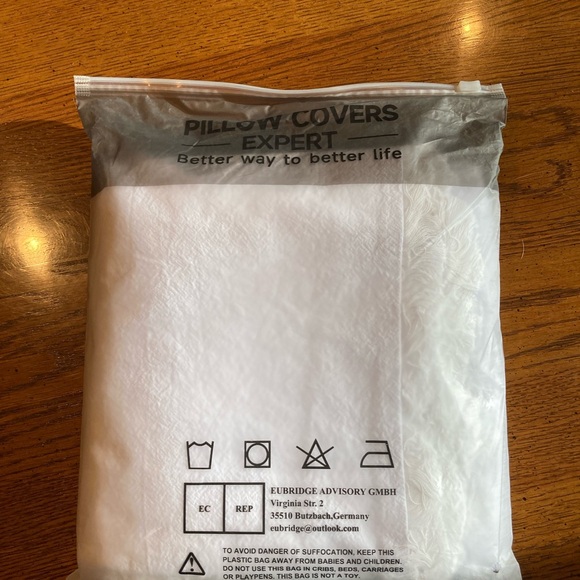 PILLOW COVERS
EXPERT
Better way to better life
EC REP
EUBRIDGE ADVISORY GMBH
Virginia Str. 2
35510 Butzbach,Germany
eubridge@outlook.com
TO AVOID DANGER OF SUFFOCATION, KEEP THIS
PLASTIC BAG AWAY FROM BABIES AND CHILDREN.
DO NOT USE THIS BAG IN CRIBS, BEDS, CARRIAGES
OR PLAYPENS. THIS BAG IS NOT A TOY.